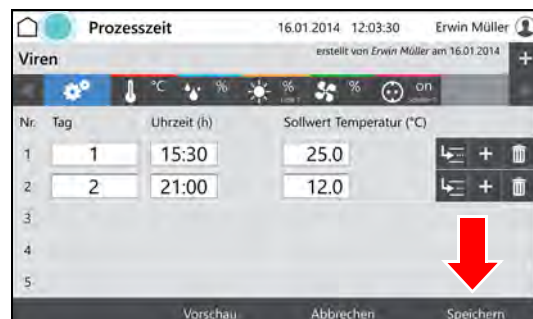 Prozesszeit 16.01.2014 12:03:30 Erwin Müller
Viren erstellt von Erwin Müller am 16.01.2014
°C % % % on
Nr. Tag Uhrzeit (h) Sollwert Temperatur (°C)
1 1 15:30 25.0
2 2 21:00 12.0
3
4
5
Vorschau Abbrechen Speichern